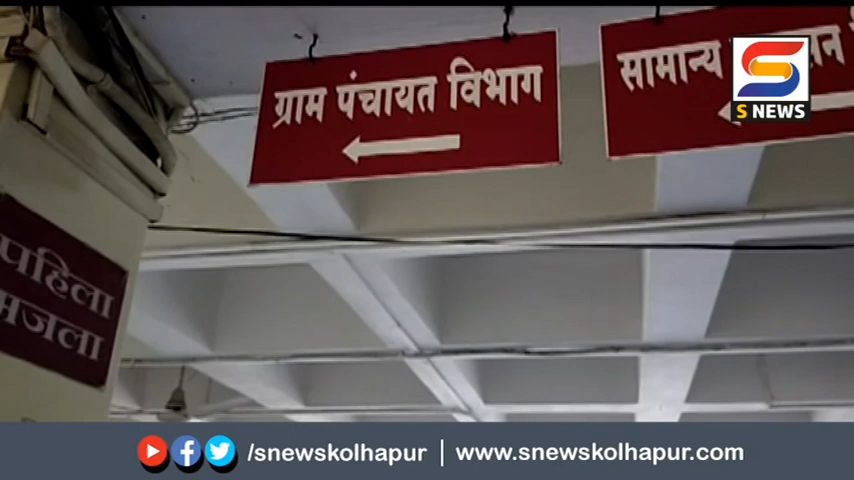 ग्राम पंचायत विभाग
सामान्य
S NEWS
पहिला
मजला
/snewskolhapur | www.snewskolhapur.com